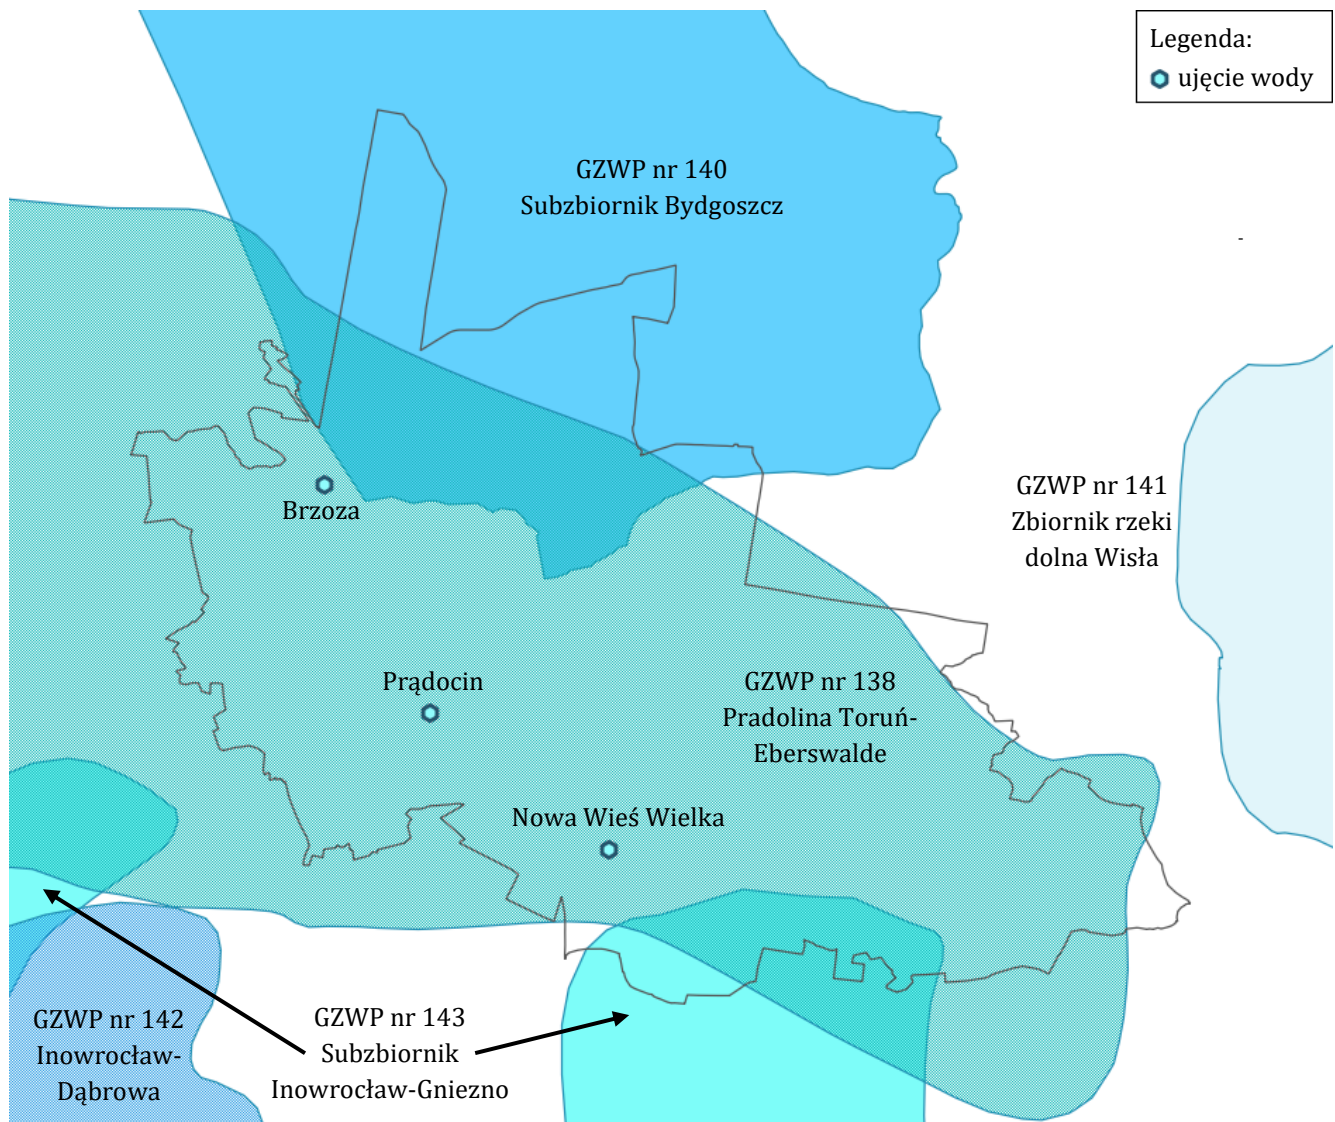 Legenda:
ujęcie wody
GZWP nr 140
Subzbiornik Bydgoszcz
-
GZWP nr 141
Zbiornik rzeki
dolna Wisła
Brzoza
Prądocin
GZWP nr 138
Pradolina Toruń-
Eberswalde
Nowa Wieś Wielka
GZWP nr 142
Inowrocław-
Dąbrowa
GZWP nr 143
Subzbiornik
Inowrocław-Gniezno